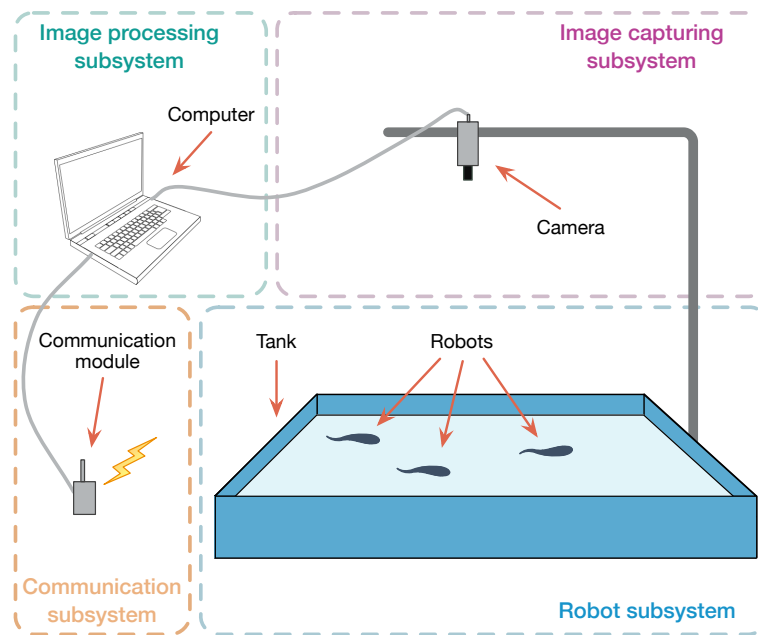 Image processing
subsystem
Image capturing
subsystem
Computer
Camera
Communication
module
Tank
Robots
Communication
subsystem
Robot subsystem